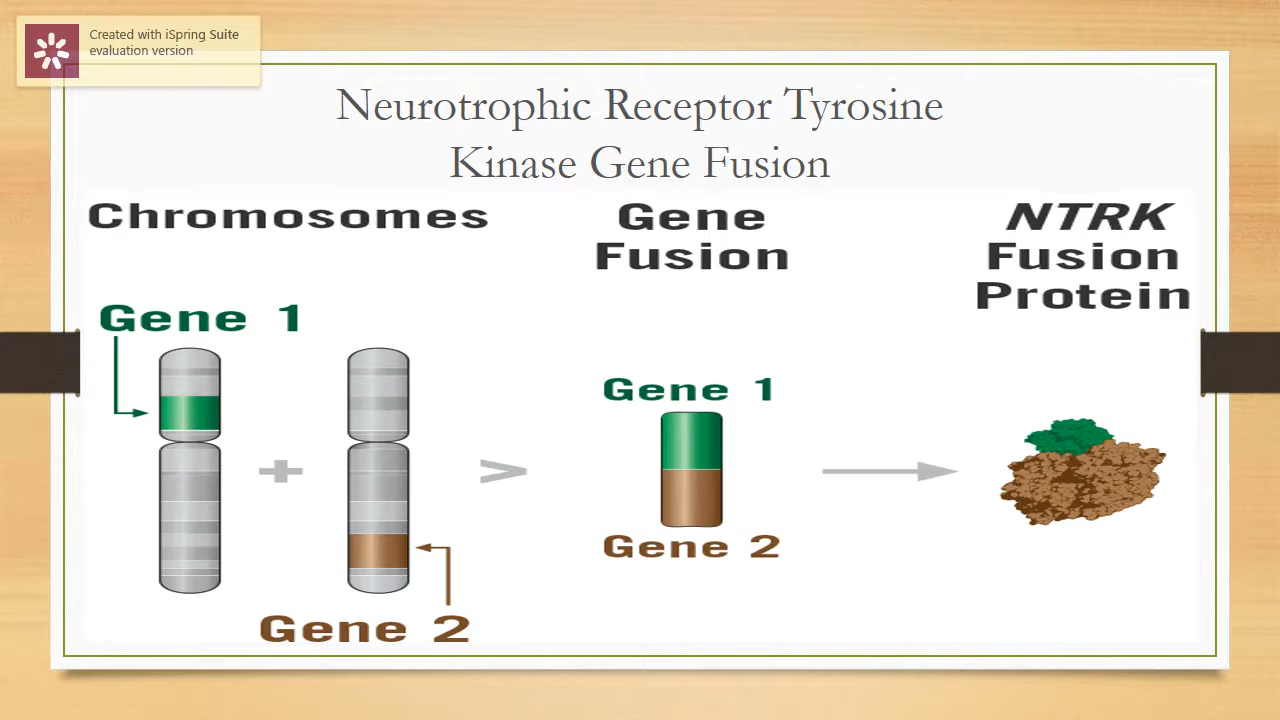 Created with iSpring Suite
evaluation version
Neurotrophic Receptor Tyrosine
Kinase Gene Fusion
Chromosomes
Gene
Fusion
NTRK
Fusion
Protein
Gene 1
+
>
Gene 1
Gene 2
Gene 2